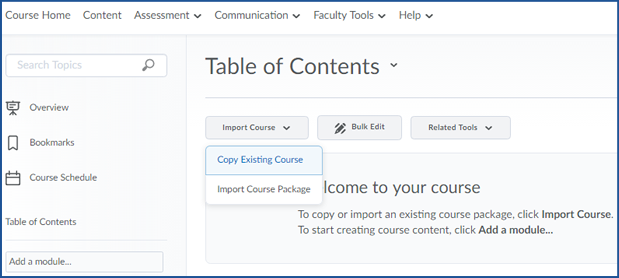 Course Home Content Assessment Communication Faculty Tools Help
Search Topics
Overview
Bookmarks
Course Schedule
Table of Contents
Add a module...
Table of Contents
Import Course Bulk Edit Related Tools
Copy Existing Course
Import Course Package
lcome to your course
To copy or import an existing course package, click Import Course.
To start creating course content, click Add a module...